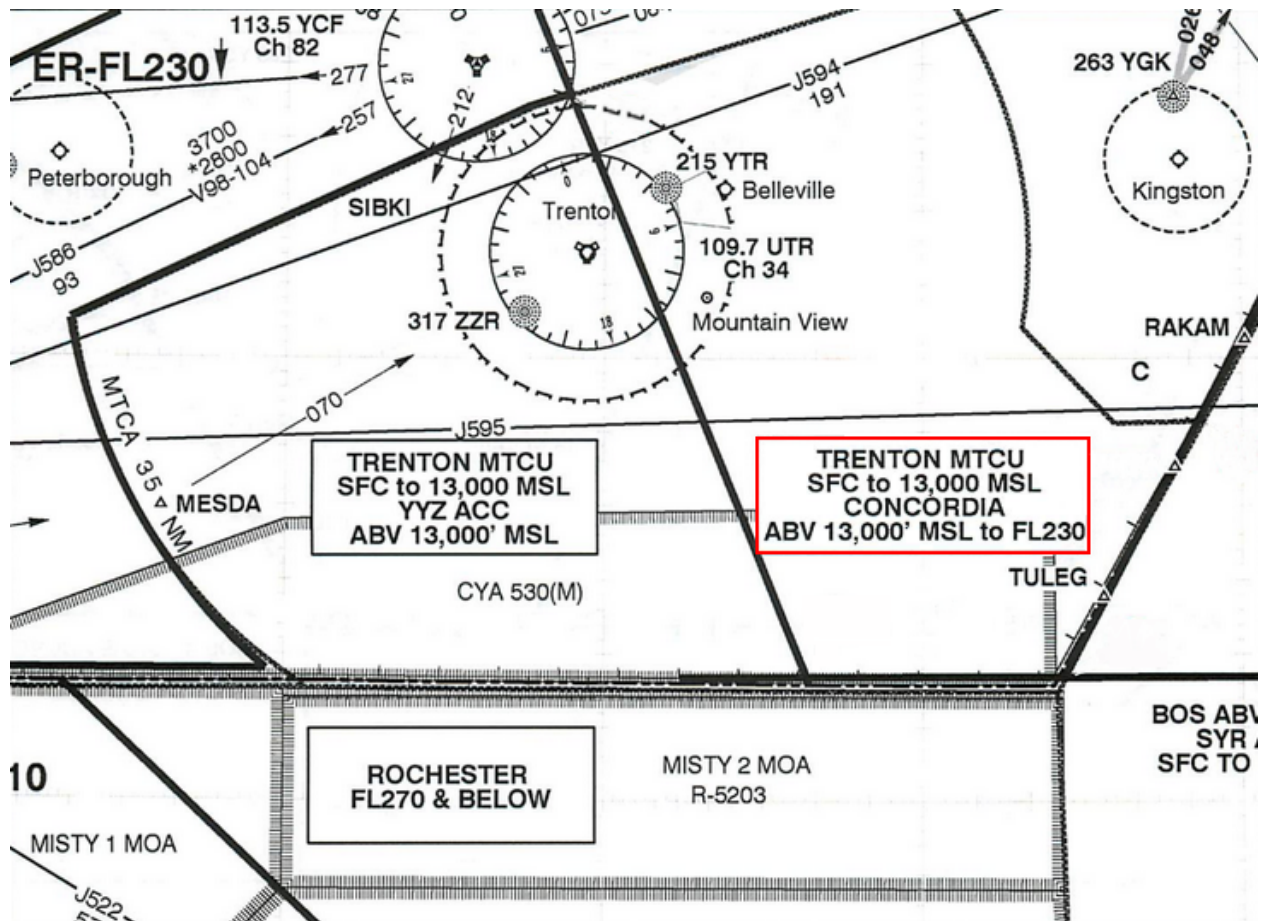 113.5 YCF
Ch 82
ER-FL230
277
257
212
3700
*2800
V98-104
Peterborough
J586
93
SIBKI
J594
191
263 YGK
026
048
Kingston
215 YTR
Belleville
Trenton
109.7 UTR
Ch 34
Mountain View
317 ZZR
RAKAM
C
070
J595
MTCA 35 NM
MESDA
TRENTON MTCU
SFC to 13,000 MSL
YYZ ACC
ABV 13,000' MSL
TRENTON MTCU
SFC to 13,000 MSL
CONCORDIA
ABV 13,000' MSL to FL230
CYA 530(M)
TULEG
10
ROCHESTER
FL270 & BELOW
MISTY 2 MOA
R-5203
BOS ABV
SYR
SFC TO
MISTY 1 MOA
J522